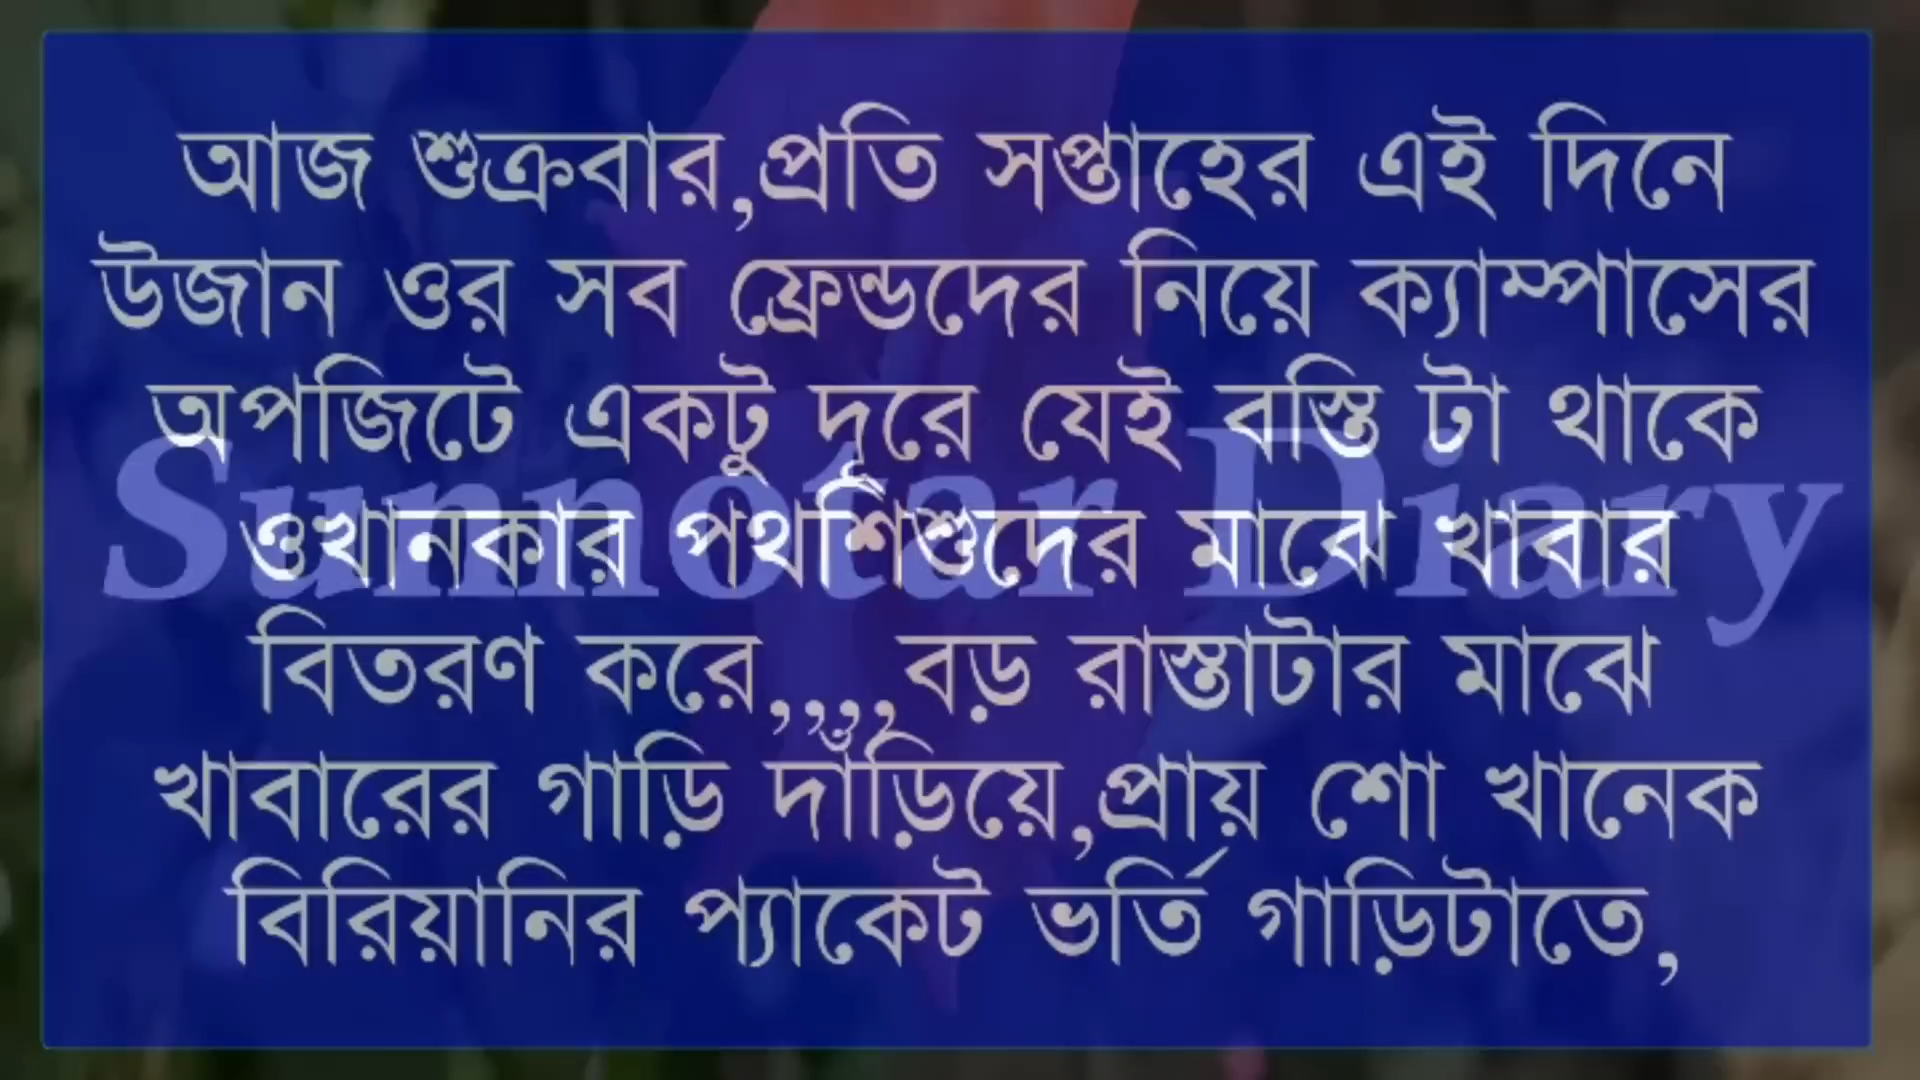 আজ শুক্রবার,প্রতি সপ্তাহের এই দিনে
উজান ওর সব ফ্রেন্ডদের নিয়ে ক্যাম্পাসের
অপজিটে একটু দূরে যেই বস্তি টা থাকে
ওখানকার পথশিশুদের মাঝে খাবার
Sunnotar Diary
বিতরণ করে,,,,বড় রাস্তাটার মাঝে
খাবারের গাড়ি দাঁড়িয়ে,প্রায় শো খানেক
বিরিয়ানির প্যাকেট ভর্তি গাড়িটাতে,